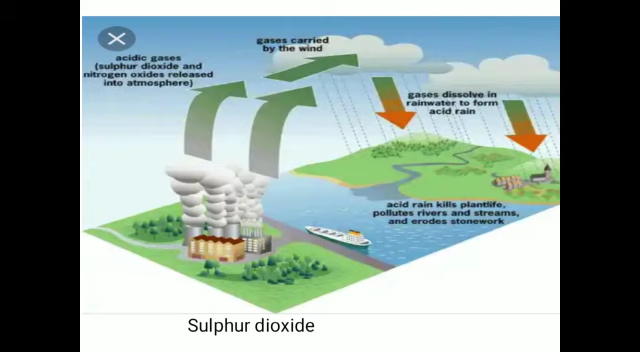 acidic gases
(sulphur dioxide and
nitrogen oxides released
into atmosphere)
gases carried
by the wind
gases dissolve in
rainwater to form
acid rain
acid rain kills plantlife,
pollutes rivers and streams,
and erodes stonework
Sulphur dioxide